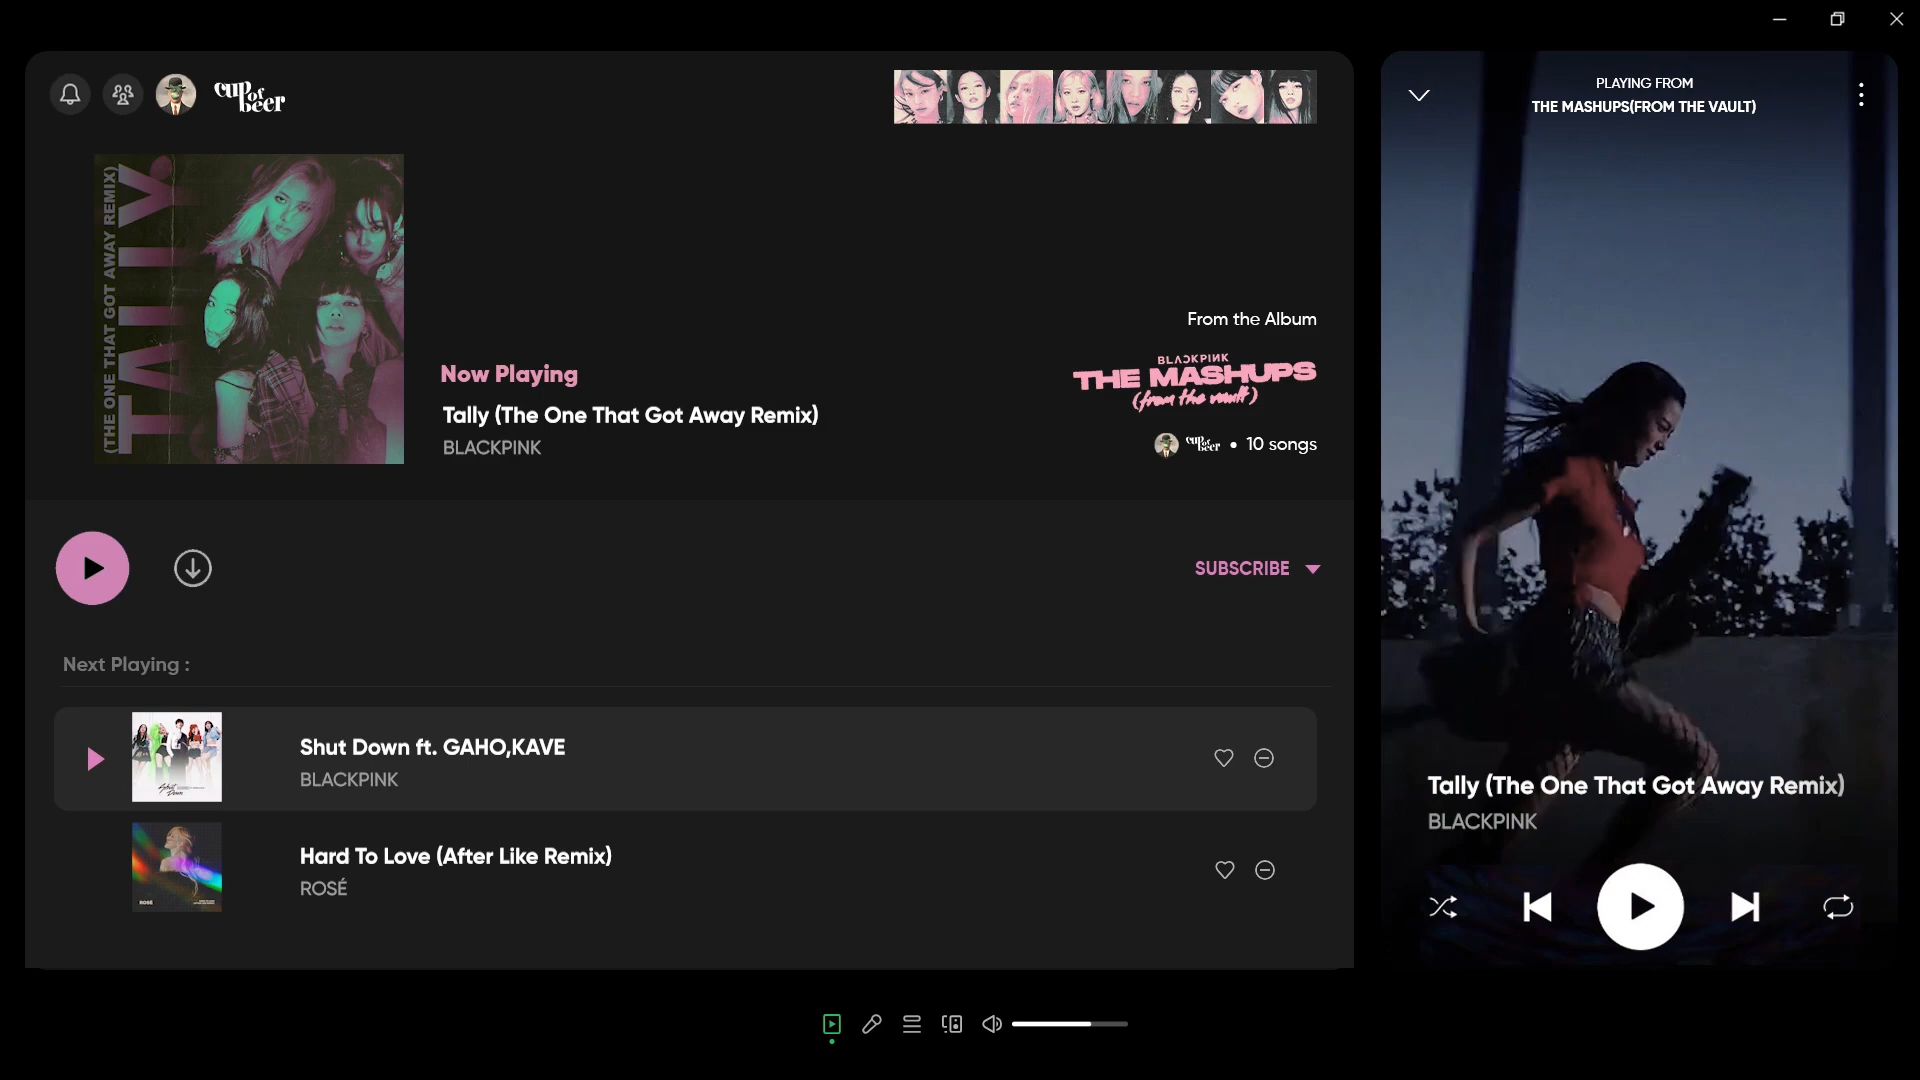 cup of beer
TALLY
(THE ONE THAT GOT AWAY REMIX)
Now Playing
Tally (The One That Got Away Remix)
BLACKPINK
From the Album
BLACKPINK
THE MASHUPS
(from the vault)
cup of beer • 10 songs
SUBSCRIBE
Next Playing :
Shut Down ft. GAHO,KAVE
BLACKPINK
Shut Down
Hard To Love (After Like Remix)
ROSÉ
ROSÉ
PLAYING FROM
THE MASHUPS(FROM THE VAULT)
Tally (The One That Got Away Remix)
BLACKPINK